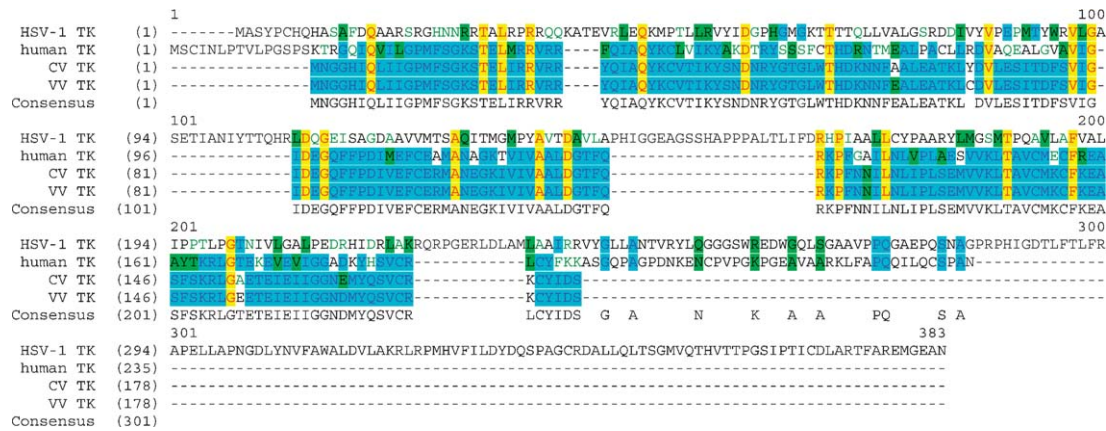 1 100
HSV-1 TK (1) -------MASYPCHQHASAFDQAARSRGHNNRRTALRPRRQQKATEVRLEQKMPTLLRVYIDGPHGMGKTTTTQLLVALGSRDDIVYVPEPMTYWRVLGA
human TK (1) MSCINLPTVLPGSPSKTRGQIQVILGPMFSGKSTELMRRVRR-----FQIAQYKCLVIKYAKDTRYSSSFCTHDRNTMEALPACLLRDVAQEALGVAVIG
CV TK (1) ---------------MNGGHIQLIIGPMFSGKSTELIRRVRR-----YQIAQYKCVTIKYSNDNRYGTGLWTHDKNNFAALEATKLYDVLESITDFSVIG
VV TK (1) ---------------MNGGHIQLIIGPMFSGKSTELIRRVRR-----YQIAQYKCVTIKYSNDNRYGTGLWTHDKNNFEALEATKLCDVLESITDFSVIG
Consensus (1) MNGGHIQLIIGPMFSGKSTELIRRVRR YQIAQYKCVTIKYSNDNRYGTGLWTHDKNNFEALEATKL DVLESITDFSVIG
101 200
HSV-1 TK (94) SETIANIYTTQHRLDQGEISAGDAAVVMTSAQITMGMPYAVTDAVLAPHIGGEAGSSHAPPPALTLIFDRHPIAALLCYPAARYLMGSMTPQAVLAFVAL
human TK (96) -------------IDEGQFFPDIMEFCEAMANAGKTVIVAALDGTFQ----------------------RKPFGAILNLVPLAESVVKLTAVCMECFREA
CV TK (81) -------------IDEGQFFPDIVEFCERMANEGKIVIVAALDGTFQ----------------------RKPFNNILNLIPLSEMVVKLTAVCMKCFKEA
VV TK (81) -------------IDEGQFFPDIVEFCERMANEGKIVIVAALDGTFQ----------------------RKPFNNILNLIPLSEMVVKLTAVCMKCFKEA
Consensus (101) IDEGQFFPDIVEFCERMANEGKIVIVAALDGTFQ RKPFNNILNLIPLSEMVVKLTAVCMKCFKEA
201 300
HSV-1 TK (194) IPPTLPGTNIVLGALPEDRHIDRLAKRQRPGERLDLAMLAAIRRVYGLLANTVRYLQGGGSWREDWGQLSGAAVPPQGAEPQSNAGPRPHIGDTLFTLFR
human TK (161) AYTKRLGTEKEVEVIGGADKYHSVCR------------LCYFKKASGQPAGPDNKENCPVPGKPGEAVAARKLFAPQQILQCSPAN--------------
CV TK (146) SFSKRLGAETEIEIIGGNEMYQSVCR------------KCYIDS--------------------------------------------------------
VV TK (146) SFSKRLGEETEIEIIGGNDMYQSVCR------------KCYIDS--------------------------------------------------------
Consensus (201) SFSKRLGTETEIEIIGGNDMYQSVCR LCYIDS G A N K A A PQ S A
301 383
HSV-1 TK (294) APELLAPNGDLYNVFAWALDVLAKRLRPMHVFILDYDQSPAGCRDALLQLTSGMVQTHVTTPGSIPTICDLARTFAREMGEAN
human TK (235) -----------------------------------------------------------------------------------
CV TK (178) -----------------------------------------------------------------------------------
VV TK (178) -----------------------------------------------------------------------------------
Consensus (301)